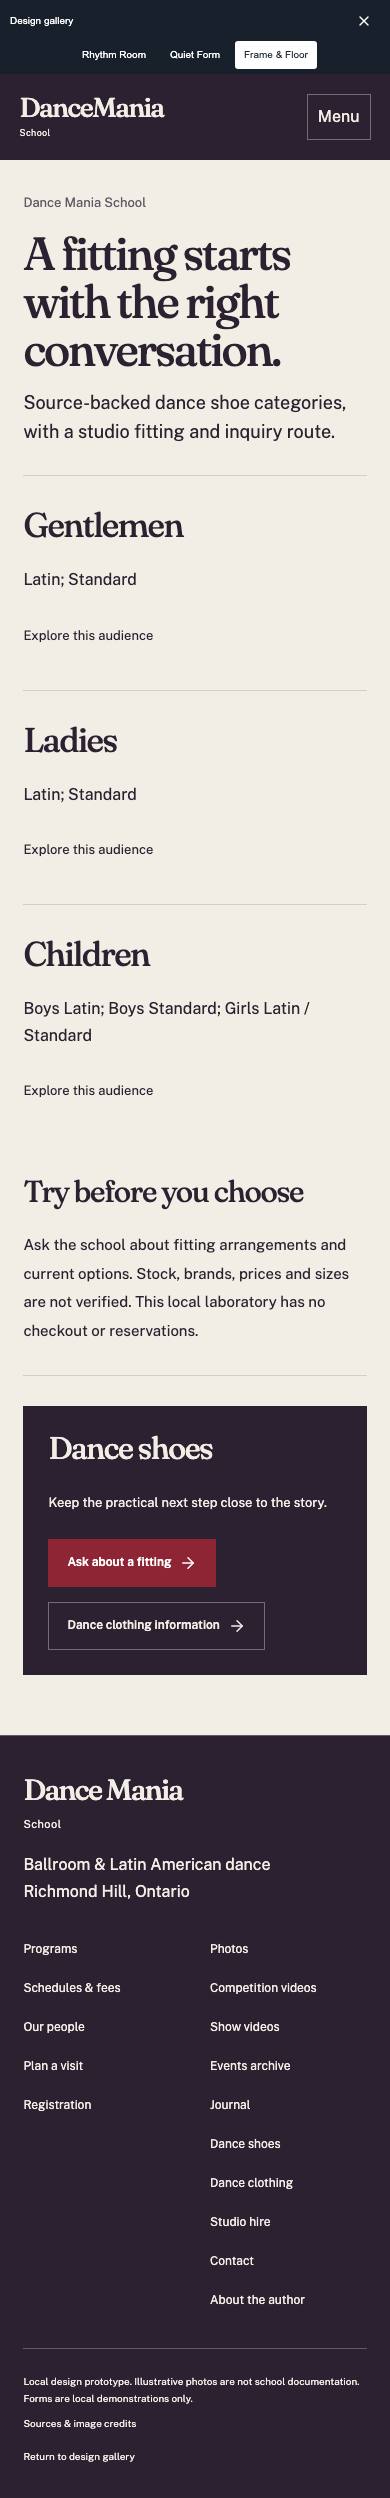 Design gallery
Rhythm Room
Quiet Form
Frame & Floor
DanceMania
School
Menu
Dance Mania School
A fitting starts
with the right
conversation.
Source-backed dance shoe categories,
with a studio fitting and inquiry route.
Gentlemen
Latin; Standard
Explore this audience
Ladies
Latin; Standard
Explore this audience
Children
Boys Latin; Boys Standard; Girls Latin /
Standard
Explore this audience
Try before you choose
Ask the school about fitting arrangements and
current options. Stock, brands, prices and sizes
are not verified. This local laboratory has no
checkout or reservations.
Dance shoes
Keep the practical next step close to the story.
Ask about a fitting
Dance clothing information
Dance Mania
School
Ballroom & Latin American dance
Richmond Hill, Ontario
Programs
Schedules & fees
Our people
Plan a visit
Registration
Photos
Competition videos
Show videos
Events archive
Journal
Dance shoes
Dance clothing
Studio hire
Contact
About the author
Local design prototype. Illustrative photos are not school documentation.
Forms are local demonstrations only.
Sources & image credits
Return to design gallery